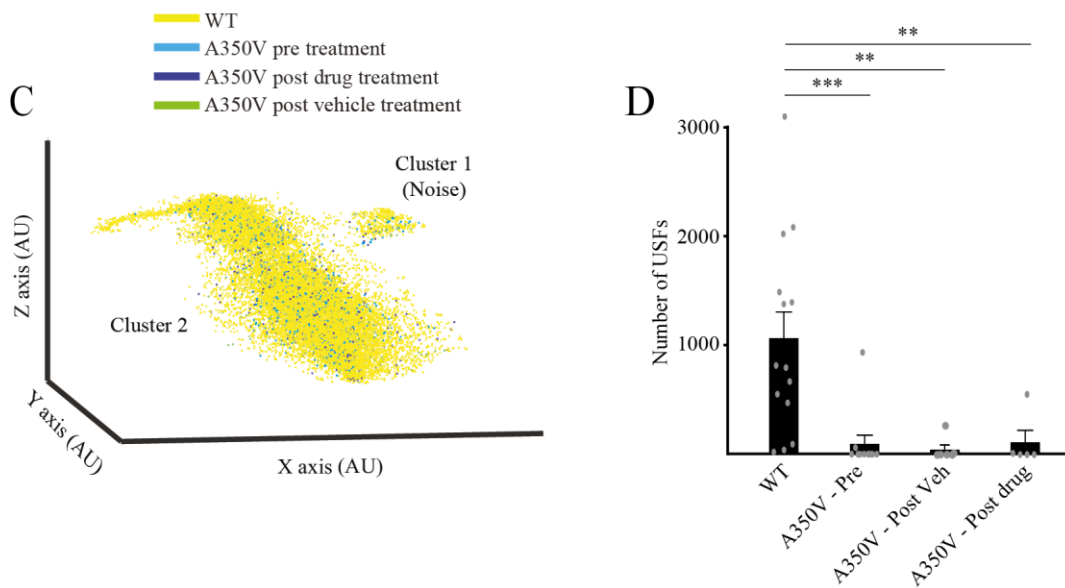 WT
A350V pre treatment
A350V post drug treatment
A350V post vehicle treatment
C
Cluster 1
(Noise)
Cluster 2
Z axis (AU)
Y axis (AU)
X axis (AU)
D
**
**
***
3000
2000
1000
Number of USFs
WT
A350V - Pre
A350V - Post Veh
A350V - Post drug